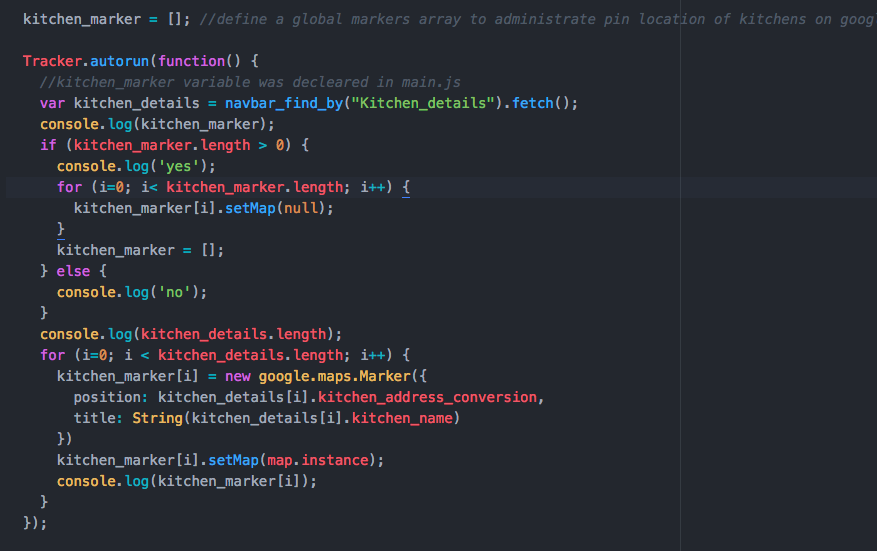 kitchen_marker = []; //define a global markers array to administrate pin location of kitchens on goog
Tracker.autorun(function() {
  //kitchen_marker variable was decleared in main.js
  var kitchen_details = navbar_find_by("Kitchen_details").fetch();
  console.log(kitchen_marker);
  if (kitchen_marker.length > 0) {
    console.log('yes');
    for (i=0; i< kitchen_marker.length; i++) {
      kitchen_marker[i].setMap(null);
    }
    kitchen_marker = [];
  } else {
    console.log('no');
  }
  console.log(kitchen_details.length);
  for (i=0; i < kitchen_details.length; i++) {
    kitchen_marker[i] = new google.maps.Marker({
      position: kitchen_details[i].kitchen_address_conversion,
      title: String(kitchen_details[i].kitchen_name)
    })
    kitchen_marker[i].setMap(map.instance);
    console.log(kitchen_marker[i]);
  }
});